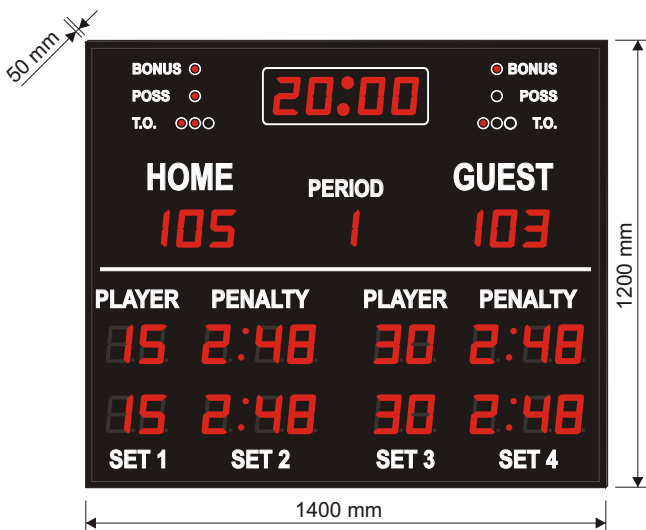 50 mm
BONUS BONUS
POSS 20:00 POSS
T.O. T.O.
HOME PERIOD GUEST
105 1 103
PLAYER PENALTY PLAYER PENALTY
15 2:48 30 2:48
15 2:48 30 2:48
SET 1 SET 2 SET 3 SET 4
1200 mm
1400 mm